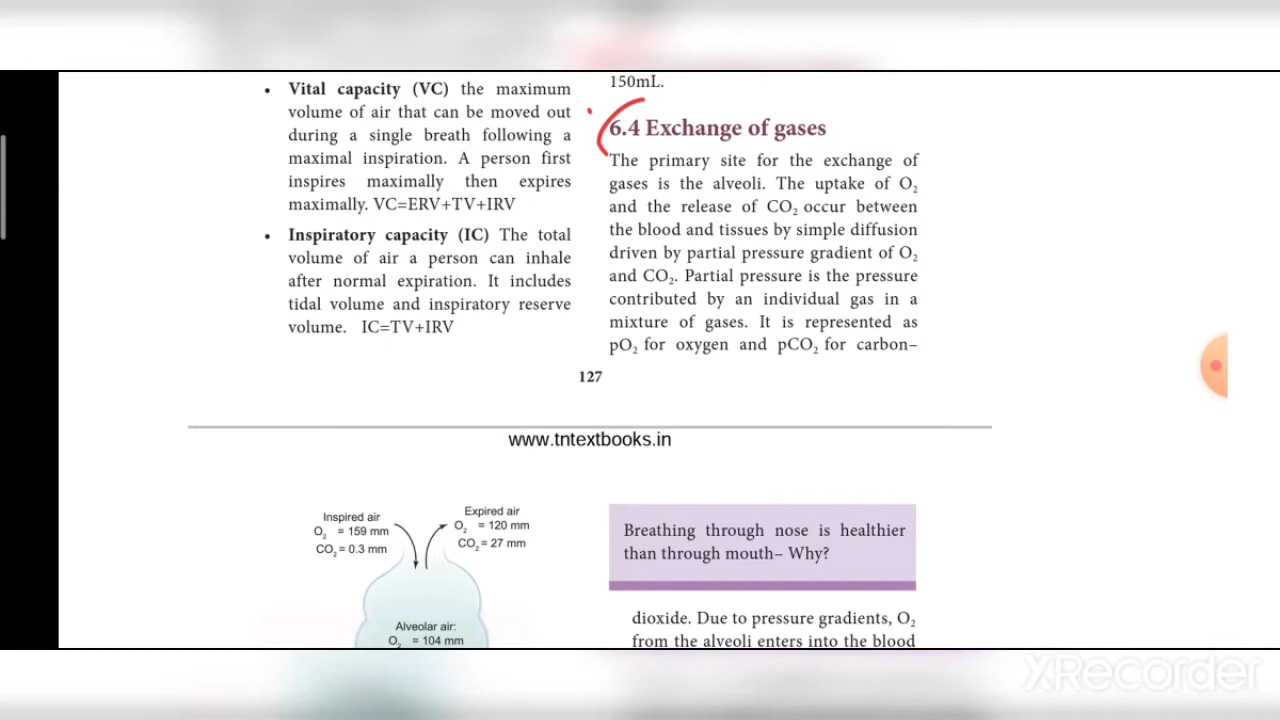 • Vital capacity (VC) the maximum
volume of air that can be moved out
during a single breath following a
maximal inspiration. A person first
inspires maximally then expires
maximally. VC=ERV+TV+IRV
• Inspiratory capacity (IC) The total
volume of air a person can inhale
after normal expiration. It includes
tidal volume and inspiratory reserve
volume. IC=TV+IRV
150mL.
6.4 Exchange of gases
The primary site for the exchange of
gases is the alveoli. The uptake of O₂
and the release of CO₂ occur between
the blood and tissues by simple diffusion
driven by partial pressure gradient of O₂
and CO₂. Partial pressure is the pressure
contributed by an individual gas in a
mixture of gases. It is represented as
pO₂ for oxygen and pCO₂ for carbon–
127
www.tntextbooks.in
Inspired air
O₂ = 159 mm
CO₂ = 0.3 mm
Expired air
O₂ = 120 mm
CO₂ = 27 mm
Alveolar air:
O₂ = 104 mm
Breathing through nose is healthier
than through mouth– Why?
dioxide. Due to pressure gradients, O₂
from the alveoli enters into the blood
XRecorder